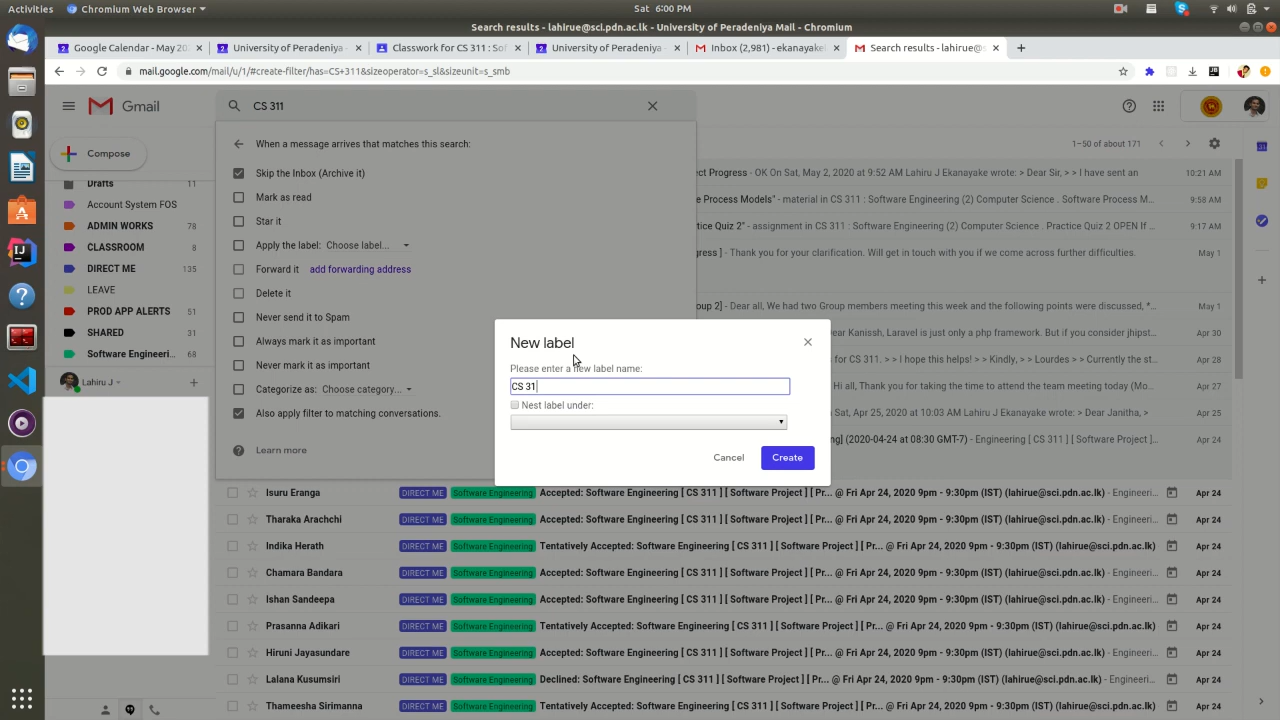 Activities
Chromium Web Browser
Sat 6:00 PM
Search results - lahirue@sci.pdn.ac.lk - University of Peradeniya Mail - Chromium
Google Calendar - May 202
University of Peradeniya -
Classwork for CS 311 : Sof
University of Peradeniya -
Inbox (2,981) - ekanayake
Search results - lahirue@s
mail.google.com/mail/u/1/#create-filter/has=CS+311&sizeoperator=s_sl&sizeunit=s_smb
Gmail
CS 311
Compose
When a message arrives that matches this search:
1–50 of about 171
Skip the Inbox (Archive it)
ect Progress - OK On Sat, May 2, 2020 at 9:52 AM Lahiru J Ekanayake wrote: > Dear Sir, > > I have sent an
10:21 AM
Drafts 11
Mark as read
Process Models" - material in CS 311 : Software Engineering (2) Computer Science . Software Process M...
9:58 AM
Account System FOS
Star it
ADMIN WORKS 78
ractice Quiz 2" - assignment in CS 311 : Software Engineering (2) Computer Science . Practice Quiz 2 OPEN If ...
9:17 AM
CLASSROOM 8
Apply the label: Choose label...
gress ] - Thank you for your clarification. Will get in touch with you if we come across further difficulties.
May 1
DIRECT ME 135
Forward it add forwarding address
LEAVE
Delete it
PROD APP ALERTS 51
Never send it to Spam
oup 2] - Dear all, We had two Group members meeting this week and the following points were discussed, *...
May 1
SHARED 31
Always mark it as important
ear Kanissh, Laravel is just only a php framework. But if you consider jhipst...
Apr 30
Software Engineeri... 68
Never mark it as important
for CS 311. > > I hope this helps! > > Kindly, > > Lourdes > Currently the st
Apr 28
Lahiru J
Categorize as: Choose category...
Hi all, Thank you for taking the time to attend the team meeting today (Mo...
Apr 27
Also apply filter to matching conversations.
Sat, Apr 25, 2020 at 10:03 AM Lahiru Ekanayake wrote: > Dear Janitha, >
Apr 25
Learn more
ing] (2020-04-24 at 08:30 GMT-7) - Engineering [ CS 311 ] [ Software Project ]...
Apr 24
New label
Please enter a new label name:
CS 31
Nest label under:
Cancel
Create
Isuru Eranga DIRECT ME Software Engineering Accepted: Software Engineering [ CS 311 ] [ Software Project ] [ Pr... @ Fri Apr 24, 2020 9pm - 9:30pm (IST) (lahirue@sci.pdn.ac.lk) - Engineeri... Apr 24
Tharaka Arachchi DIRECT ME Software Engineering Accepted: Software Engineering [ CS 311 ] [ Software Project ] [ Pr... @ Fri Apr 24, 2020 9pm - 9:30pm (IST) (lahirue@sci.pdn.ac.lk) - Engineeri... Apr 24
Indika Herath DIRECT ME Software Engineering Tentatively Accepted: Software Engineering [ CS 311 ] [ Software Project ] [ Pr... @ Fri Apr 24, 2020 9pm - 9:30pm (IST) (lahirue@sci.pdn.ac.lk) Apr 24
Chamara Bandara DIRECT ME Software Engineering Accepted: Software Engineering [ CS 311 ] [ Software Project ] [ Pr... @ Fri Apr 24, 2020 9pm - 9:30pm (IST) (lahirue@sci.pdn.ac.lk) - Engineeri... Apr 24
Ishan Sandeepa DIRECT ME Software Engineering Accepted: Software Engineering [ CS 311 ] [ Software Project ] [ Pr... @ Fri Apr 24, 2020 9pm - 9:30pm (IST) (lahirue@sci.pdn.ac.lk) - Engineeri... Apr 24
Prasanna Adikari DIRECT ME Software Engineering Tentatively Accepted: Software Engineering [ CS 311 ] [ Software Project ] [ Pr... @ Fri Apr 24, 2020 9pm - 9:30pm (IST) (lahirue@sci.pdn.ac.lk) Apr 24
Hiruni Jayasundare DIRECT ME Software Engineering Accepted: Software Engineering [ CS 311 ] [ Software Project ] [ Pr... @ Fri Apr 24, 2020 9pm - 9:30pm (IST) (lahirue@sci.pdn.ac.lk) - Engineeri... Apr 24
Lalana Kusumsiri DIRECT ME Software Engineering Declined: Software Engineering [ CS 311 ] [ Software Project ] [ Pr... @ Fri Apr 24, 2020 9pm - 9:30pm (IST) (lahirue@sci.pdn.ac.lk) - Engineeri... Apr 24
Thameesha Sirimanna DIRECT ME Software Engineering Tentatively Accepted: Software Engineering [ CS 311 ] [ Software Project ] [ Pr... @ Fri Apr 24, 2020 9pm - 9:30pm (IST) (lahirue@sci.pdn.ac.lk) Apr 24